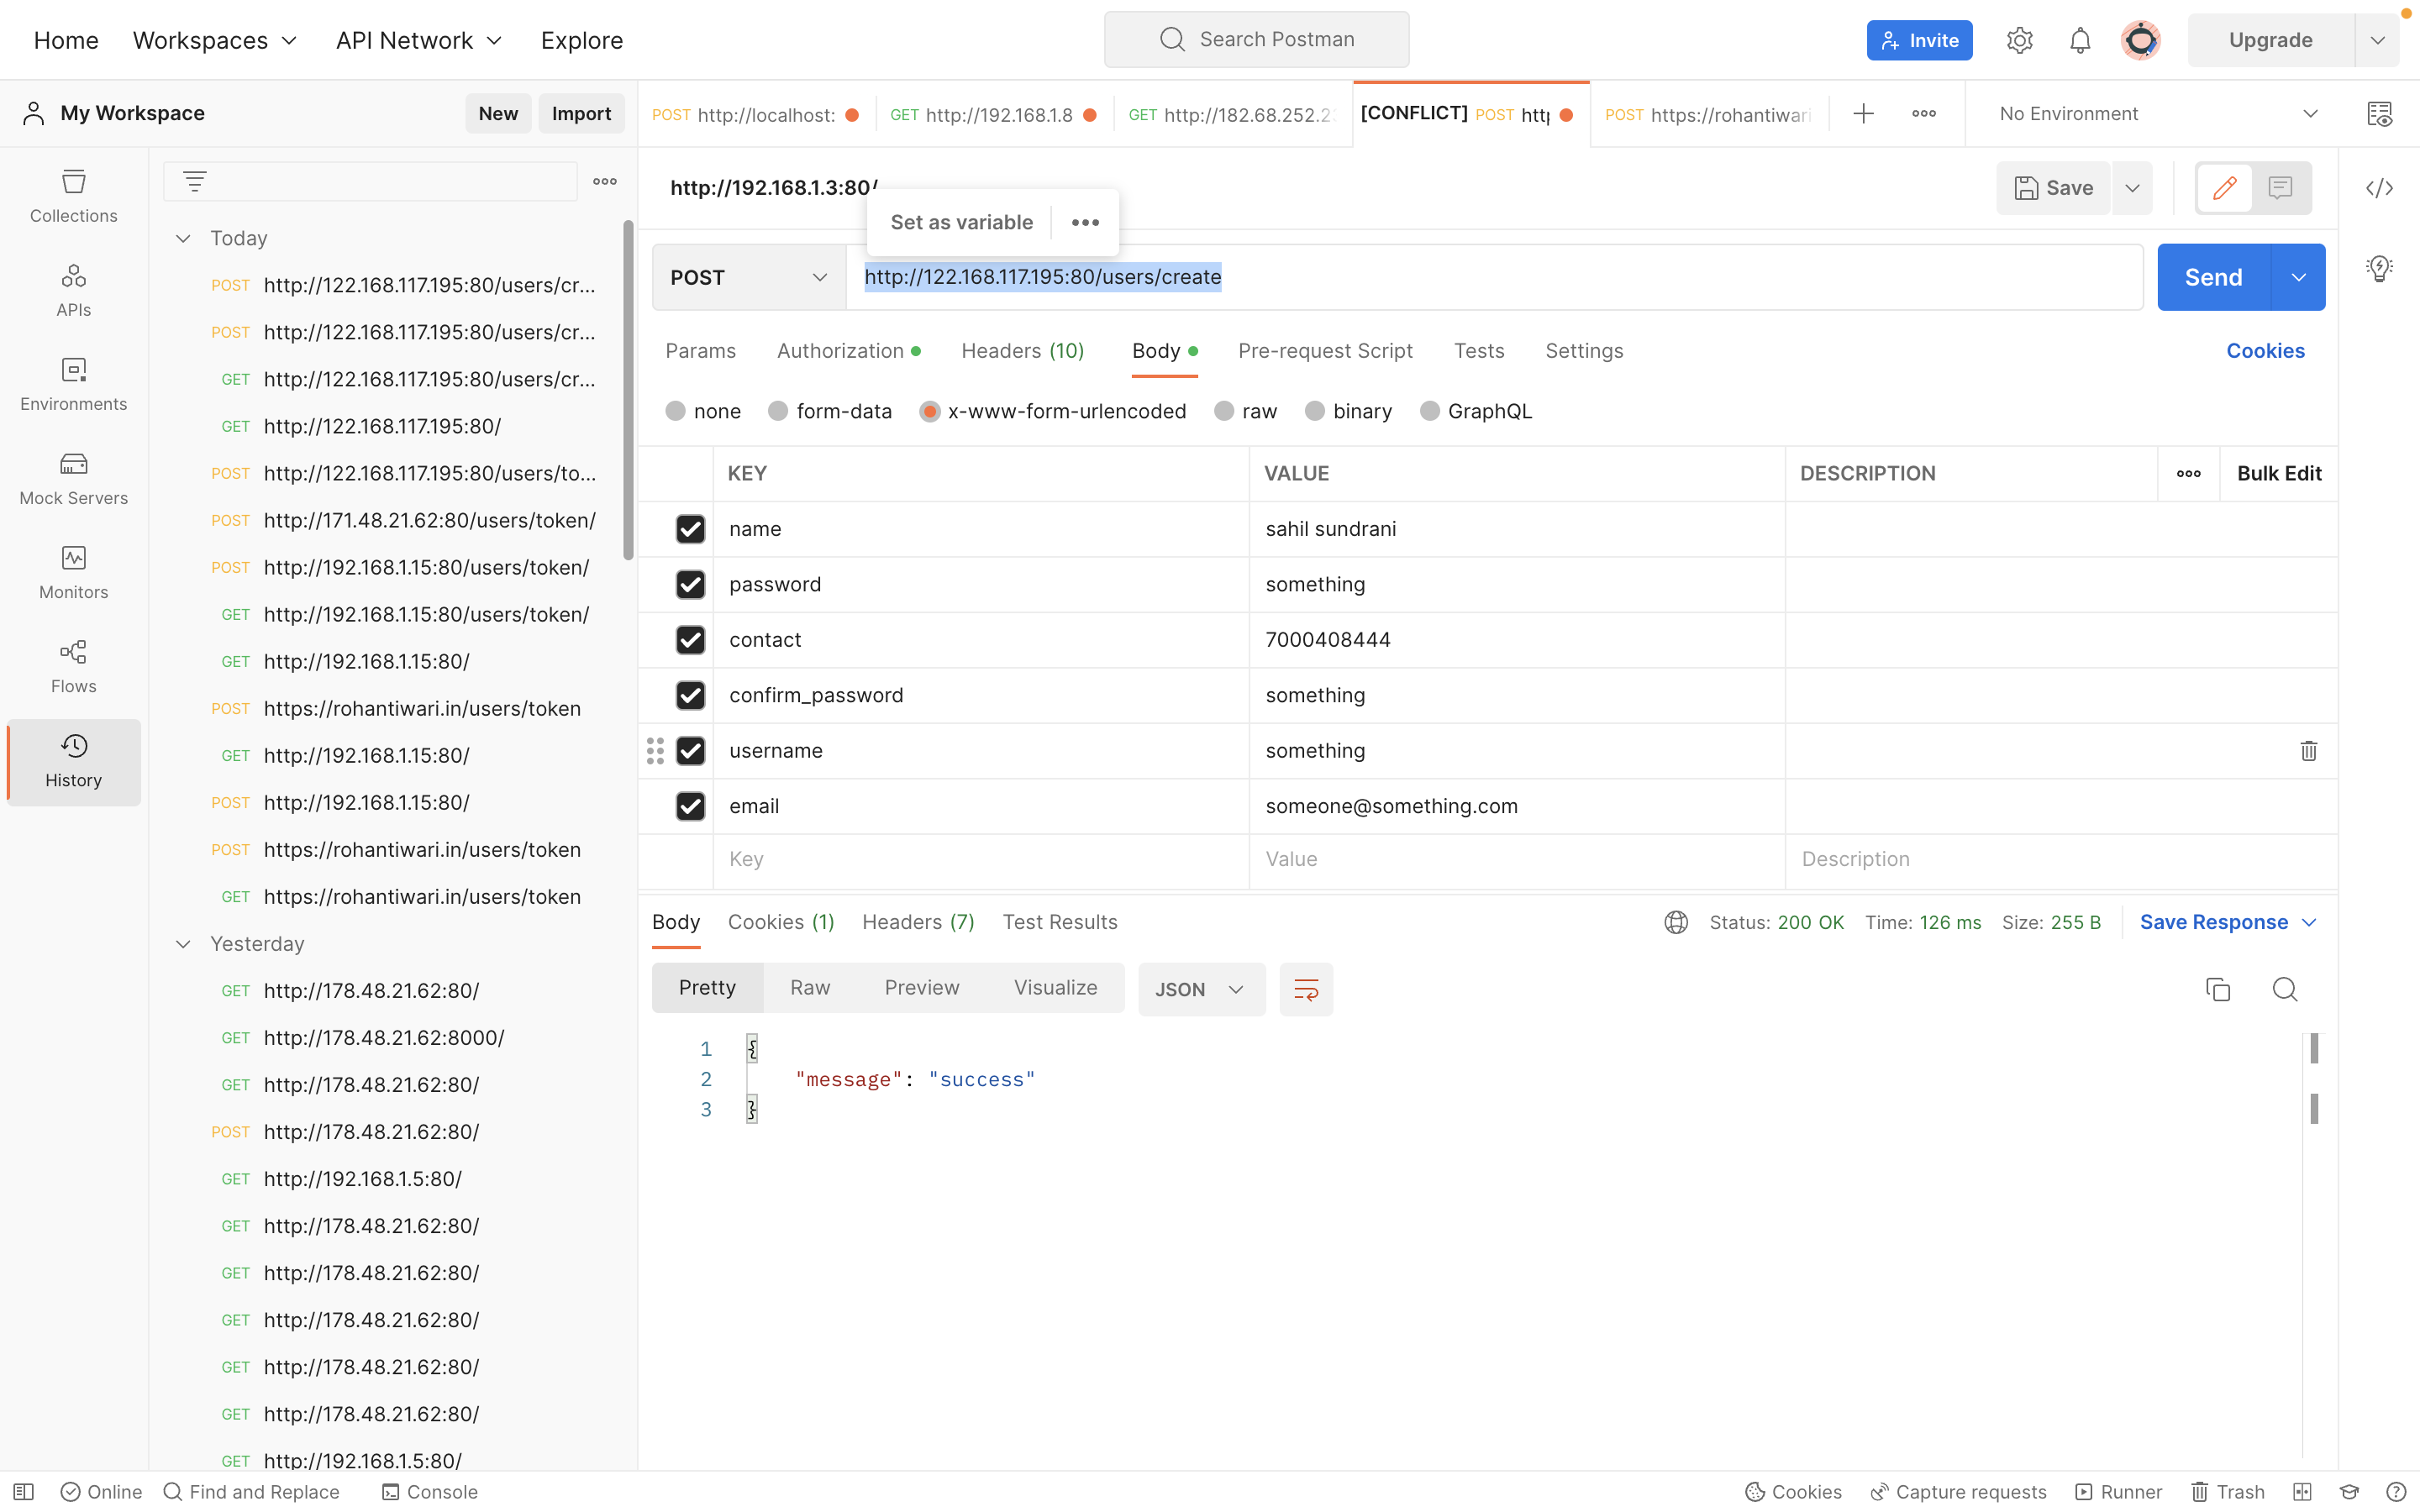 Home Workspaces API Network Explore Search Postman Invite Upgrade
My Workspace New Import POST http://localhost: GET http://192.168.1.8 GET http://182.68.252.2 [CONFLICT] POST http POST https://rohantiwari No Environment
http://192.168.1.3:80/ Save
Set as variable
POST http://122.168.117.195:80/users/create Send
Params Authorization Headers (10) Body Pre-request Script Tests Settings Cookies
none form-data x-www-form-urlencoded raw binary GraphQL
KEY VALUE DESCRIPTION Bulk Edit
name sahil sundrani
password something
contact 7000408444
confirm_password something
username something
email someone@something.com
Key Value Description
Body Cookies (1) Headers (7) Test Results Status: 200 OK Time: 126 ms Size: 255 B Save Response
Pretty Raw Preview Visualize JSON
1 {
2 "message": "success"
3 }
Collections
APIs
Environments
Mock Servers
Monitors
Flows
History
Today
POST http://122.168.117.195:80/users/cr...
POST http://122.168.117.195:80/users/cr...
GET http://122.168.117.195:80/users/cr...
GET http://122.168.117.195:80/
POST http://122.168.117.195:80/users/to...
POST http://171.48.21.62:80/users/token/
POST http://192.168.1.15:80/users/token/
GET http://192.168.1.15:80/users/token/
GET http://192.168.1.15:80/
POST https://rohantiwari.in/users/token
GET http://192.168.1.15:80/
POST http://192.168.1.15:80/
POST https://rohantiwari.in/users/token
GET https://rohantiwari.in/users/token
Yesterday
GET http://178.48.21.62:80/
GET http://178.48.21.62:8000/
GET http://178.48.21.62:80/
POST http://178.48.21.62:80/
GET http://192.168.1.5:80/
GET http://178.48.21.62:80/
GET http://178.48.21.62:80/
GET http://178.48.21.62:80/
GET http://178.48.21.62:80/
GET http://178.48.21.62:80/
GET http://192.168.1.5:80/
Online Find and Replace Console Cookies Capture requests Runner Trash